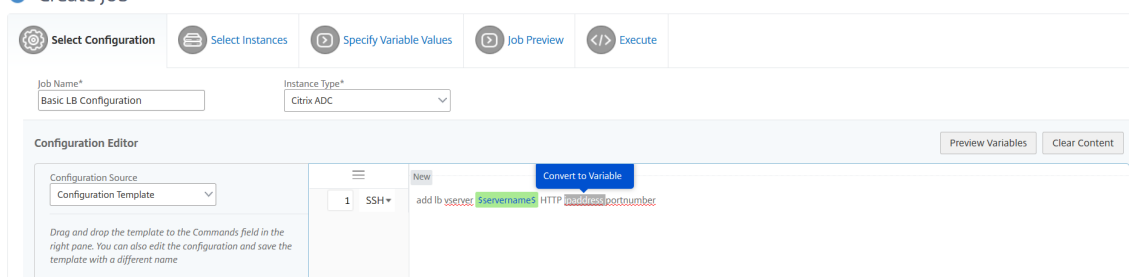 Create Job
Select Configuration
Select Instances
Specify Variable Values
Job Preview
Execute
Job Name*
Instance Type*
Basic LB Configuration
Citrix ADC
Configuration Editor
Preview Variables
Clear Content
Configuration Source
Configuration Template
New
Convert to Variable
1 SSH
add lb vserver $servername$ HTTP ipaddress portnumber
Drag and drop the template to the Commands field in the
right pane. You can also edit the configuration and save the
template with a different name